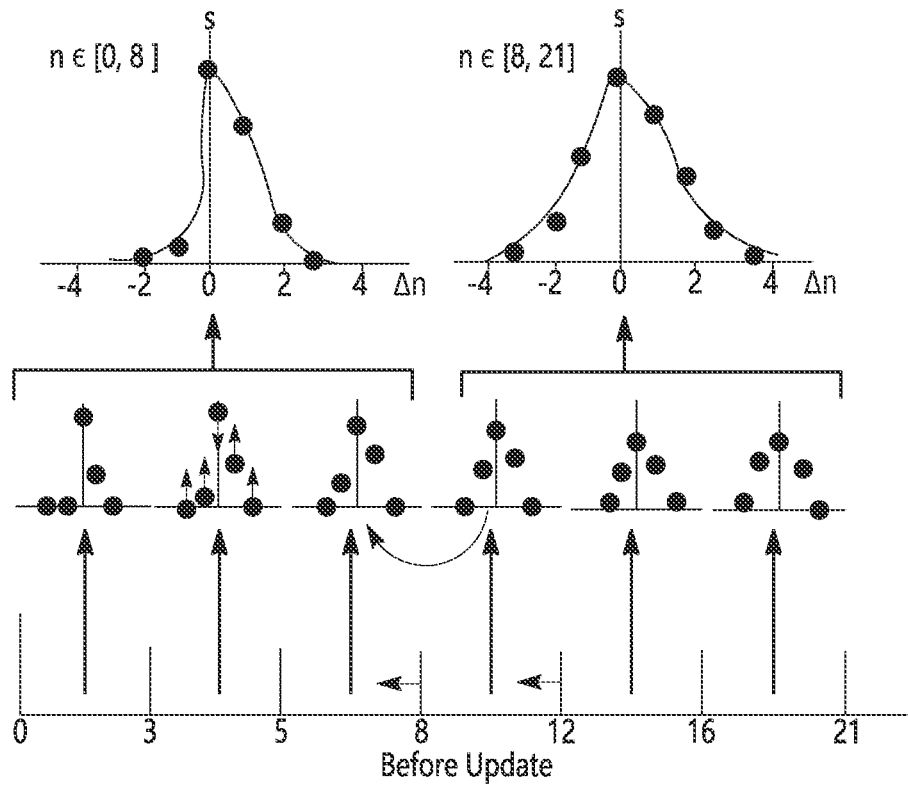 s s
n ϵ [0, 8 ] n ϵ [8, 21]
-4 -2 0 2 4 Δn -4 -2 0 2 4 Δn
0 3 5 8 12 16 21
Before Update